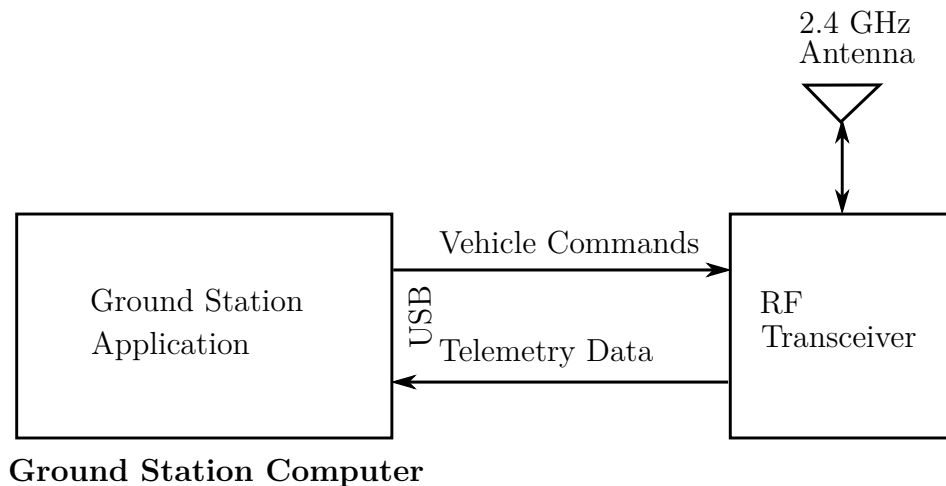 2.4 GHz
Antenna
Vehicle Commands
Ground Station
Application
USB
RF
Transceiver
Telemetry Data
Ground Station Computer